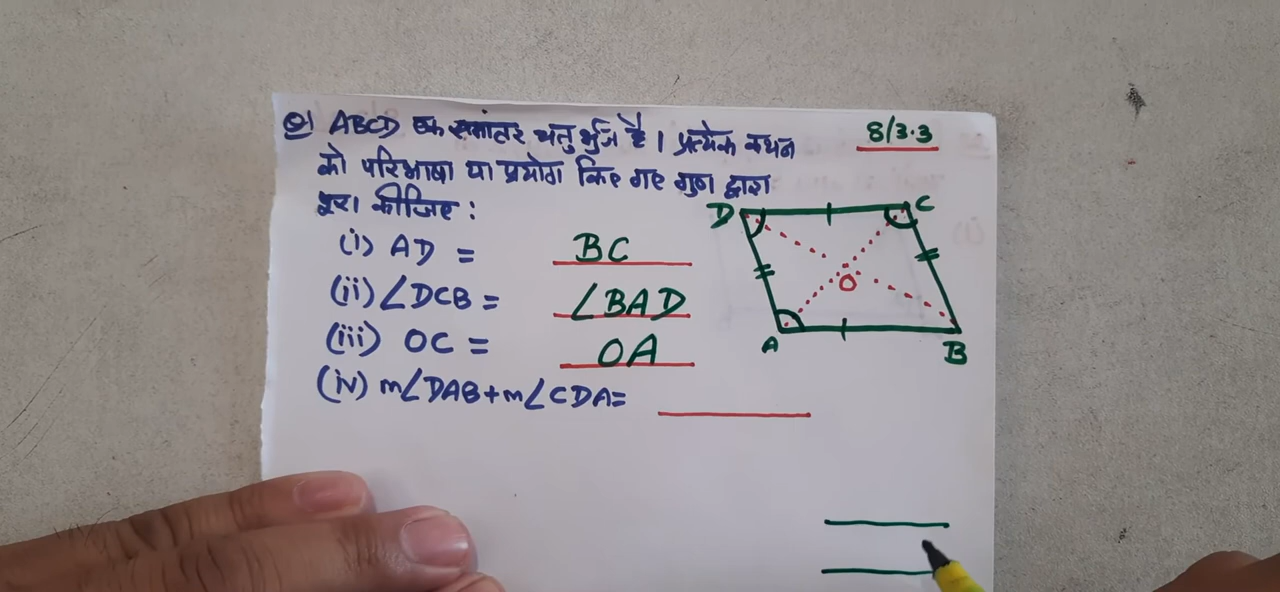 Q1 ABCD एक समांतर चतुर्भुज है। प्रत्येक कथन
को परिभाषा या प्रयोग किए गए गुण द्वारा
पूरा कीजिए :
8/3.3
(i) AD = BC
(ii) ∠DCB = ∠BAD
(iii) OC = OA
(iv) m∠DAB+m∠CDA=
D C
O
A B